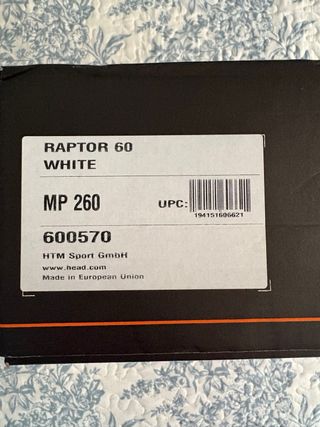 RAPTOR 60
WHITE
MP 260
UPC:
194151606621
600570
HTM Sport GmbH
www.head.com
Made in European Union